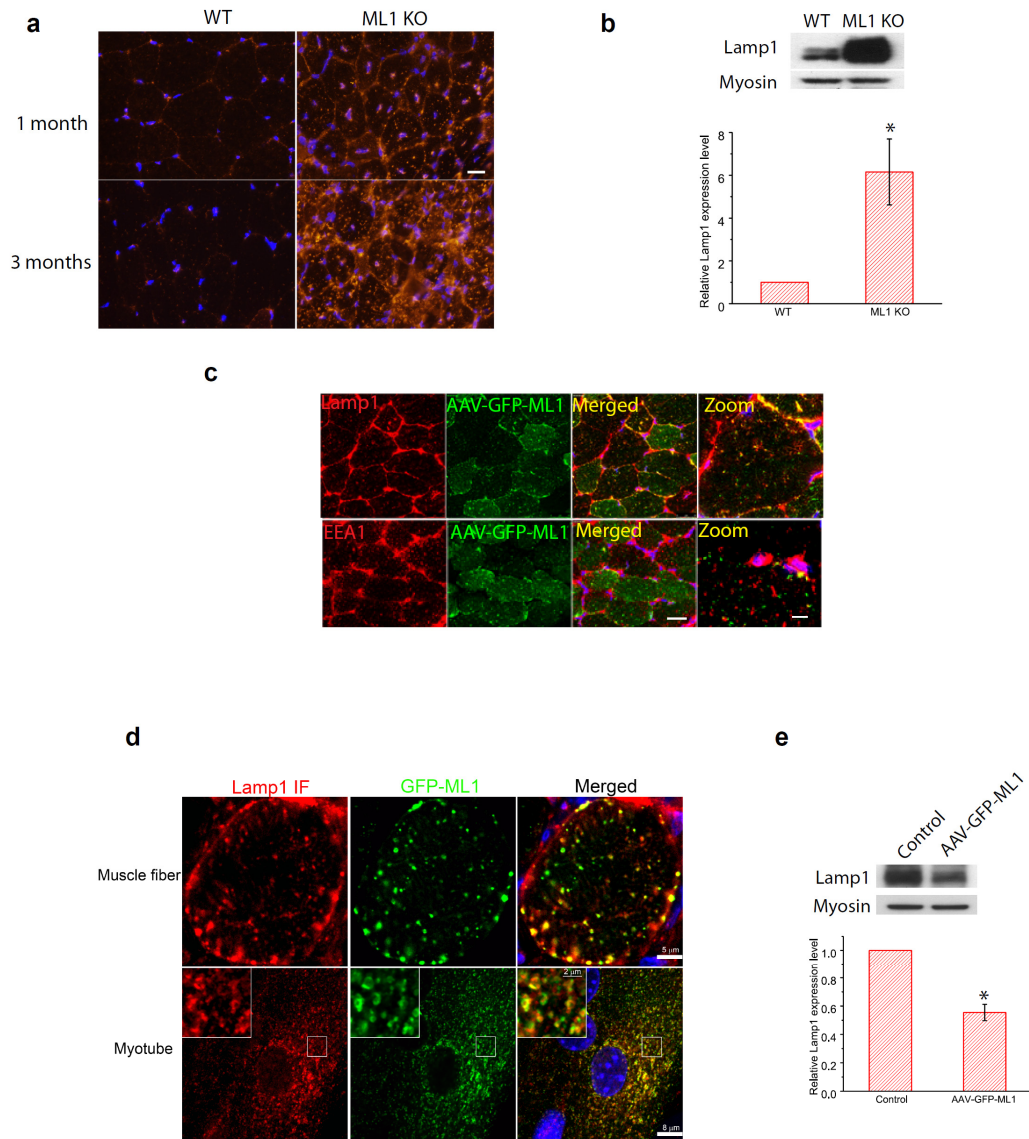 a
WT ML1 KO
1 month
3 months
b
WT ML1 KO
Lamp1
Myosin
Relative Lamp1 expression level
8
6
4
2
0
*
WT ML1 KO
c
Lamp1 AAV-GFP-ML1 Merged Zoom
EEA1 AAV-GFP-ML1 Merged Zoom
d
Lamp1 IF GFP-ML1 Merged
Muscle fiber
5 µm
Myotube
2 µm
8 µm
e
Control AAV-GFP-ML1
Lamp1
Myosin
Relative Lamp1 expression level
1.0
0.8
0.6
0.4
0.2
0.0
*
Control AAV-GFP-ML1